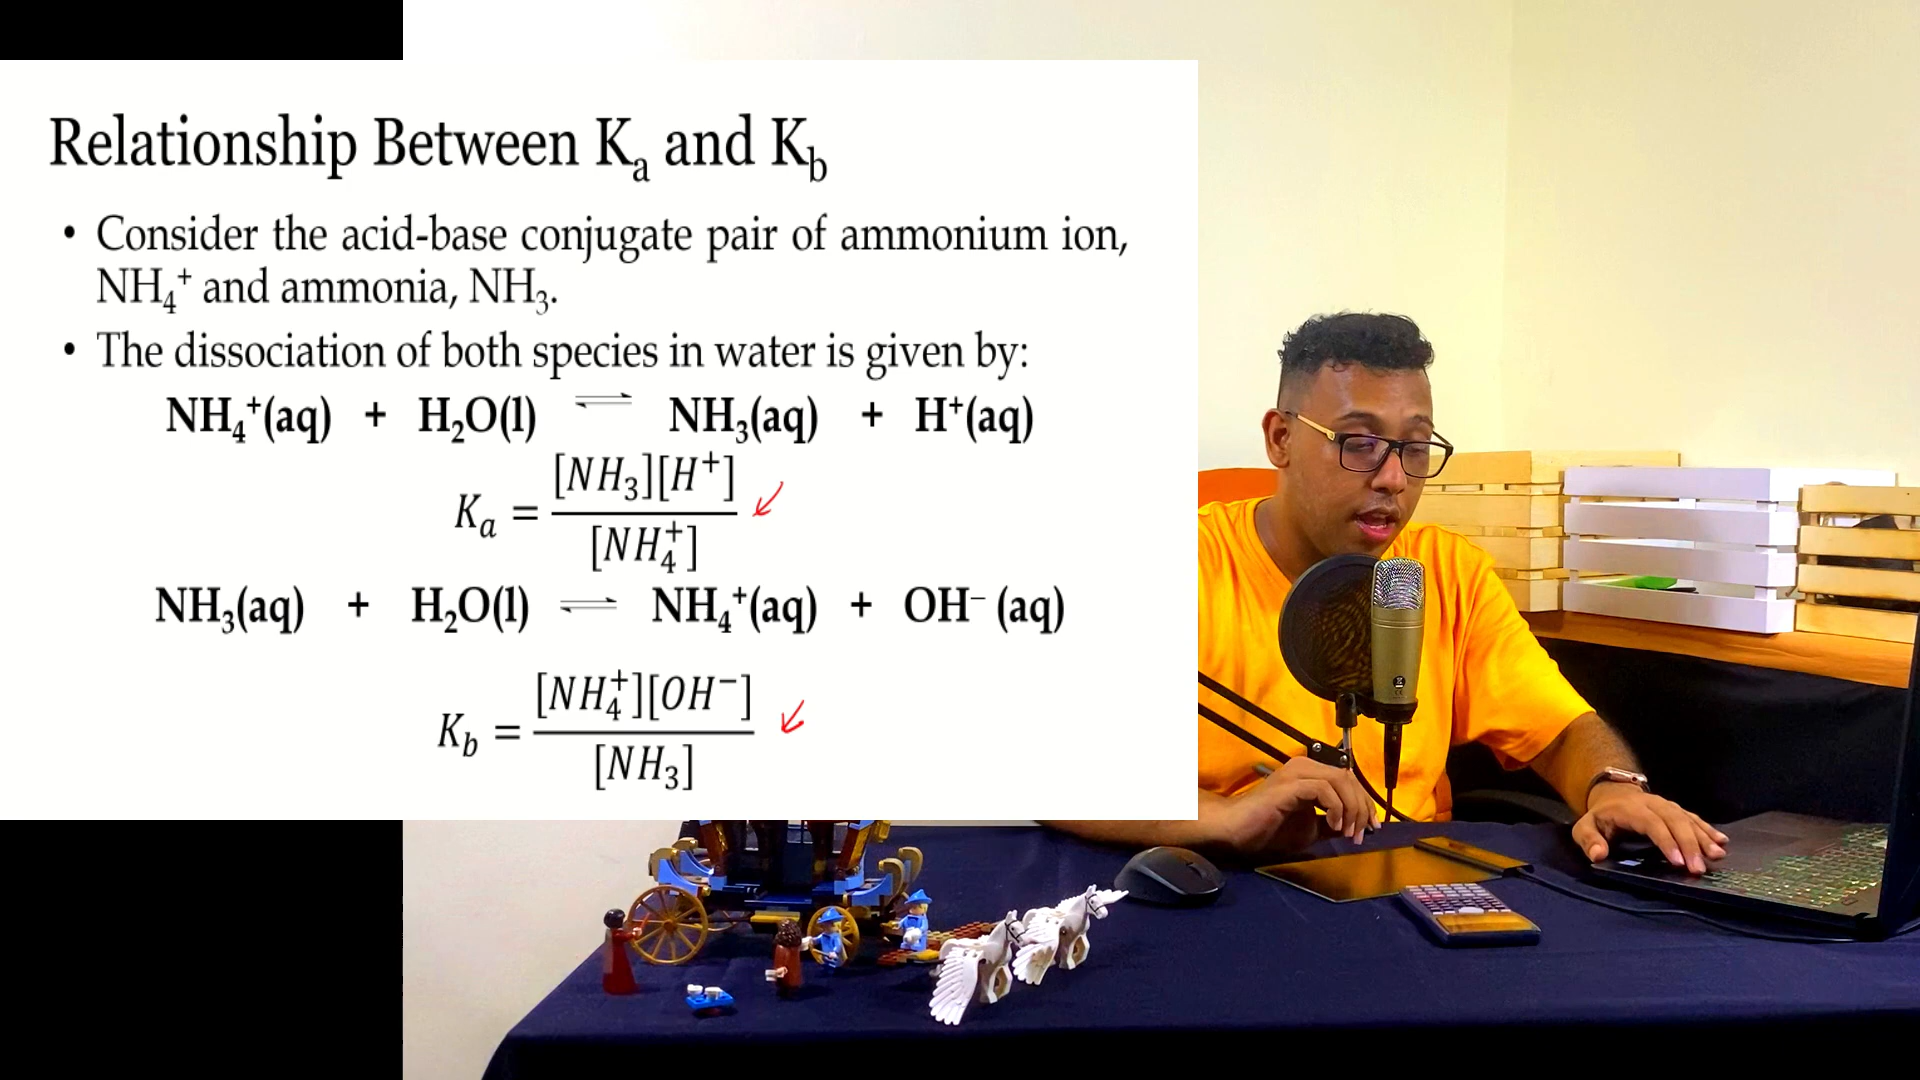 Relationship Between Kₐ and K_b
• Consider the acid-base conjugate pair of ammonium ion,
NH₄⁺ and ammonia, NH₃.
• The dissociation of both species in water is given by:
NH₄⁺(aq) + H₂O(l) ⇌ NH₃(aq) + H⁺(aq)
Kₐ = [NH₃][H⁺] / [NH₄⁺]
NH₃(aq) + H₂O(l) ⇌ NH₄⁺(aq) + OH⁻ (aq)
K_b = [NH₄⁺][OH⁻] / [NH₃]